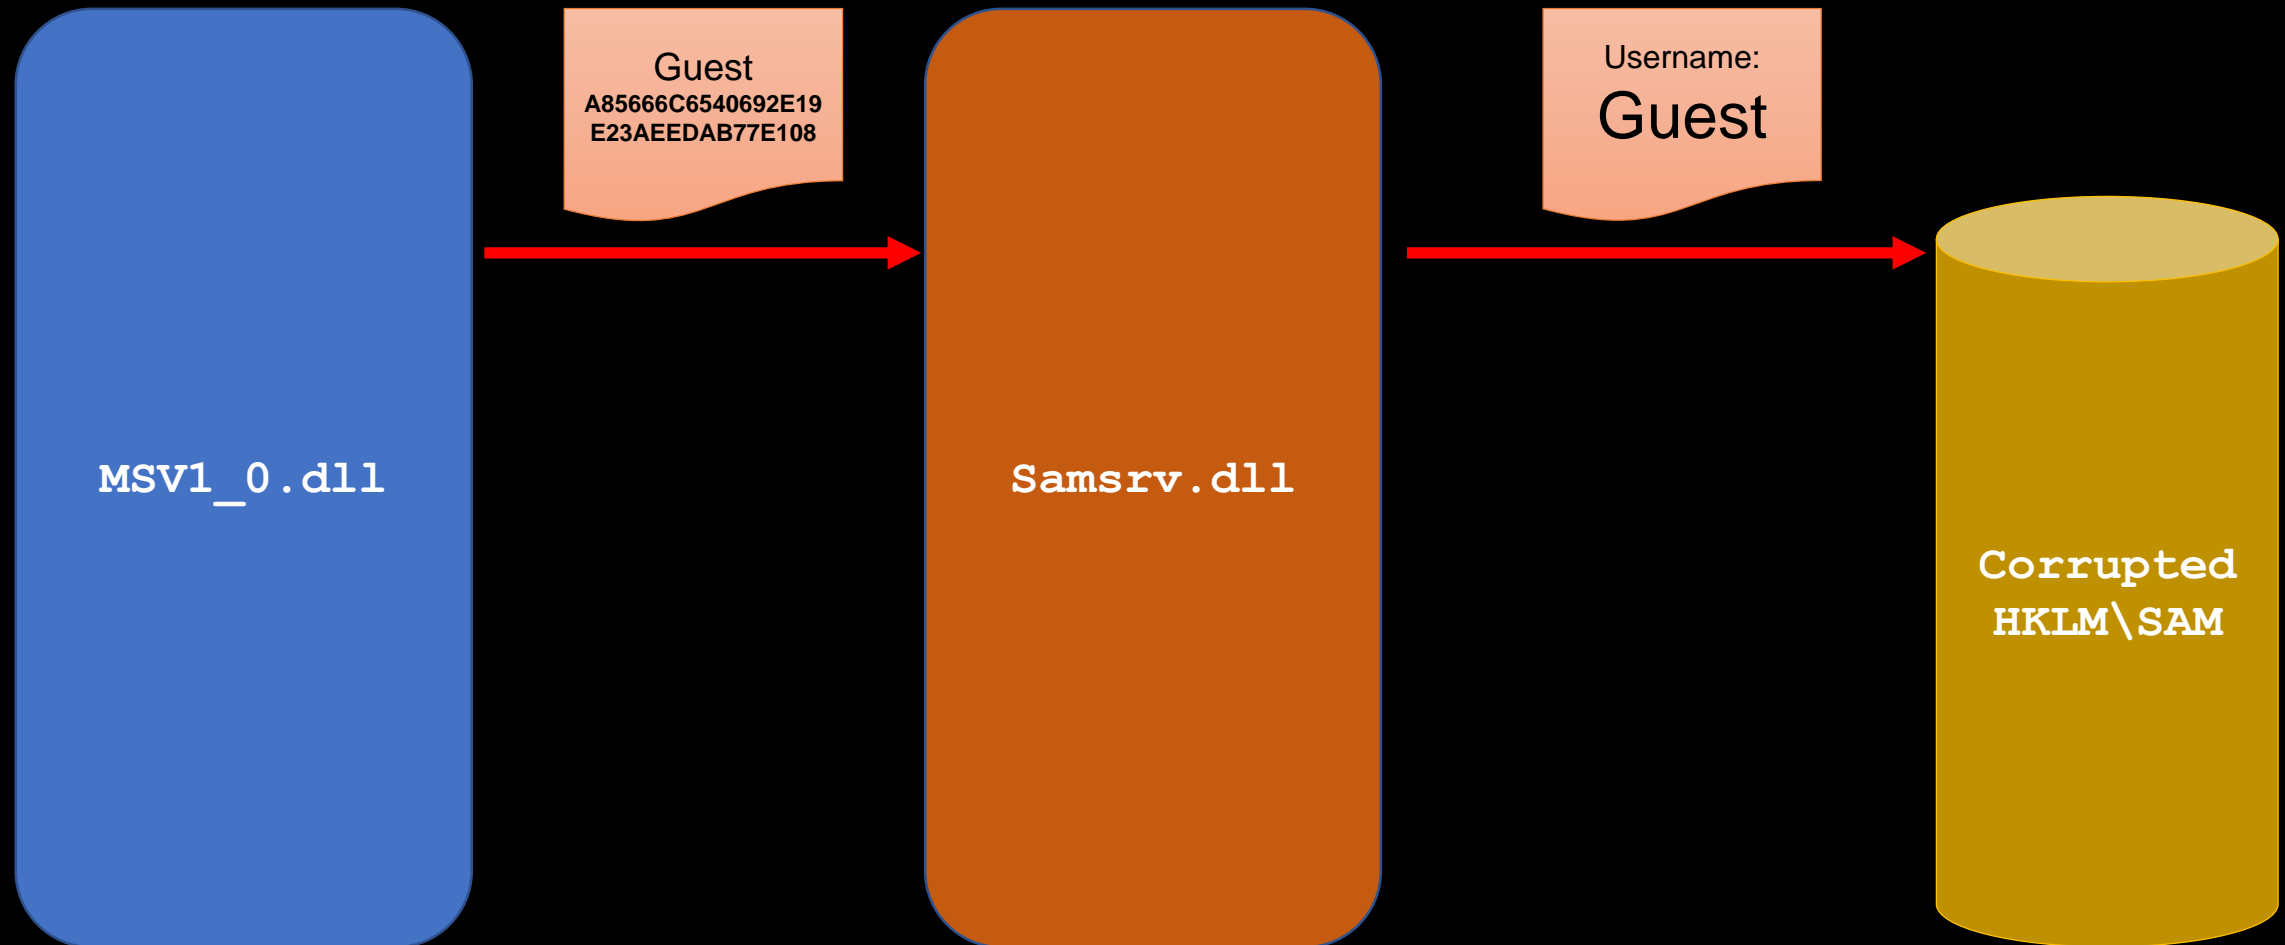 Guest
A85666C6540692E19
E23AEEDAB77E108
Username:
Guest
MSV1_0.dll
Samsrv.dll
Corrupted
HKLM\SAM